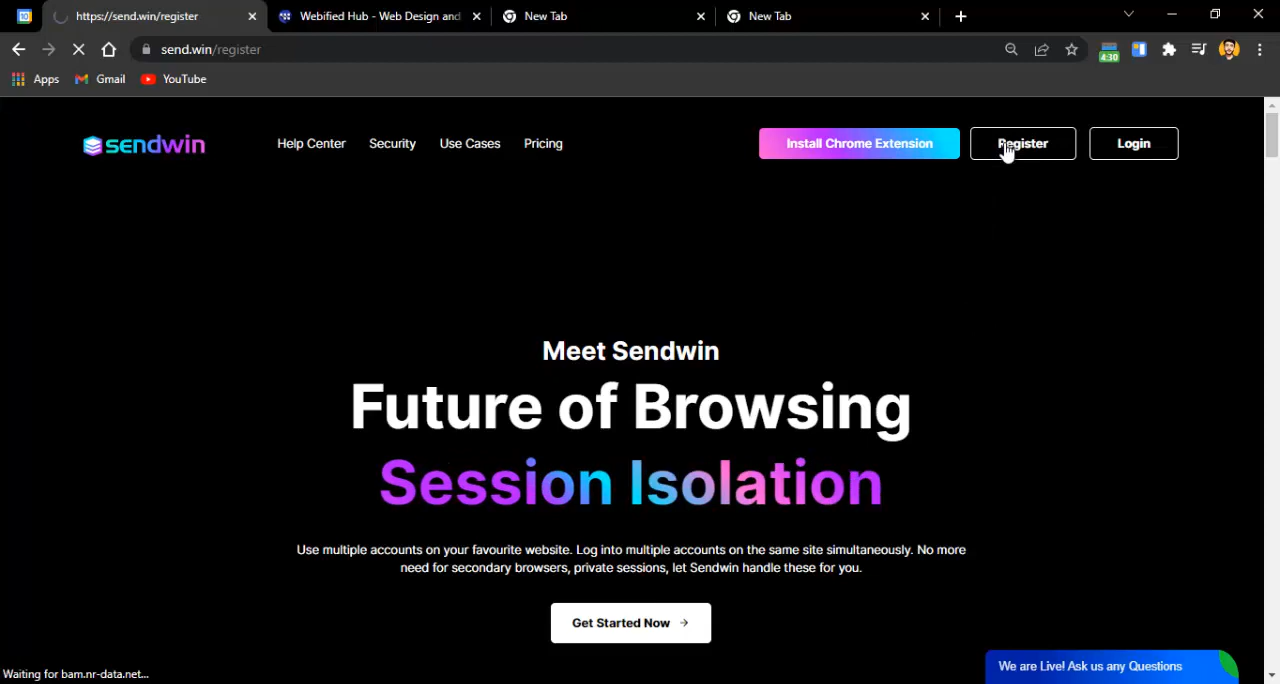 https://send.win/register
Webified Hub - Web Design and
New Tab
New Tab
send.win/register
4:30
Apps
Gmail
YouTube
sendwin
Help Center
Security
Use Cases
Pricing
Install Chrome Extension
Register
Login
Meet Sendwin
Future of Browsing
Session Isolation
Use multiple accounts on your favourite website. Log into multiple accounts on the same site simultaneously. No more
need for secondary browsers, private sessions, let Sendwin handle these for you.
Get Started Now
We are Live! Ask us any Questions
Waiting for bam.nr-data.net...